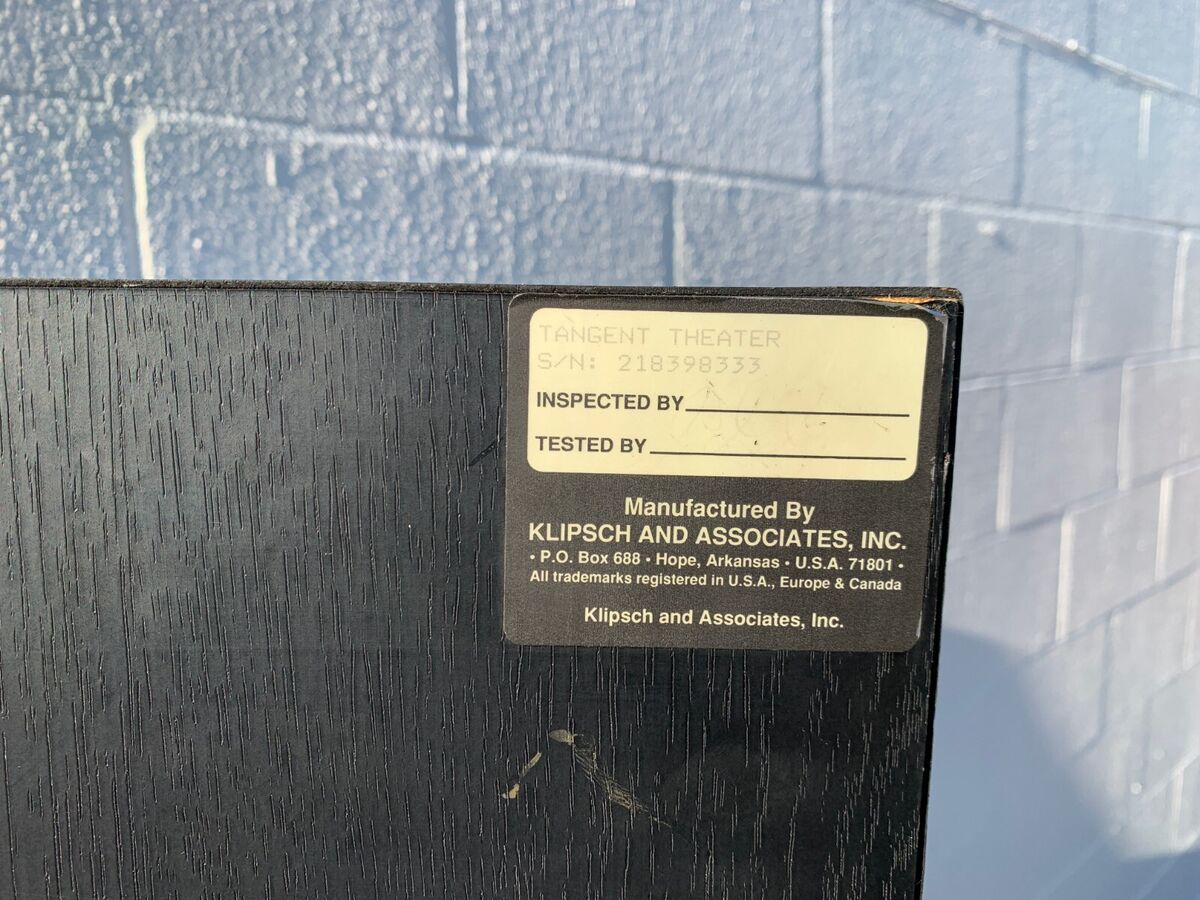 TANGENT THEATER
S/N: 218398333
INSPECTED BY
TESTED BY
Manufactured By
KLIPSCH AND ASSOCIATES, INC.
• P.O. Box 688 • Hope, Arkansas • U.S.A. 71801 •
All trademarks registered in U.S.A., Europe & Canada
Klipsch and Associates, Inc.